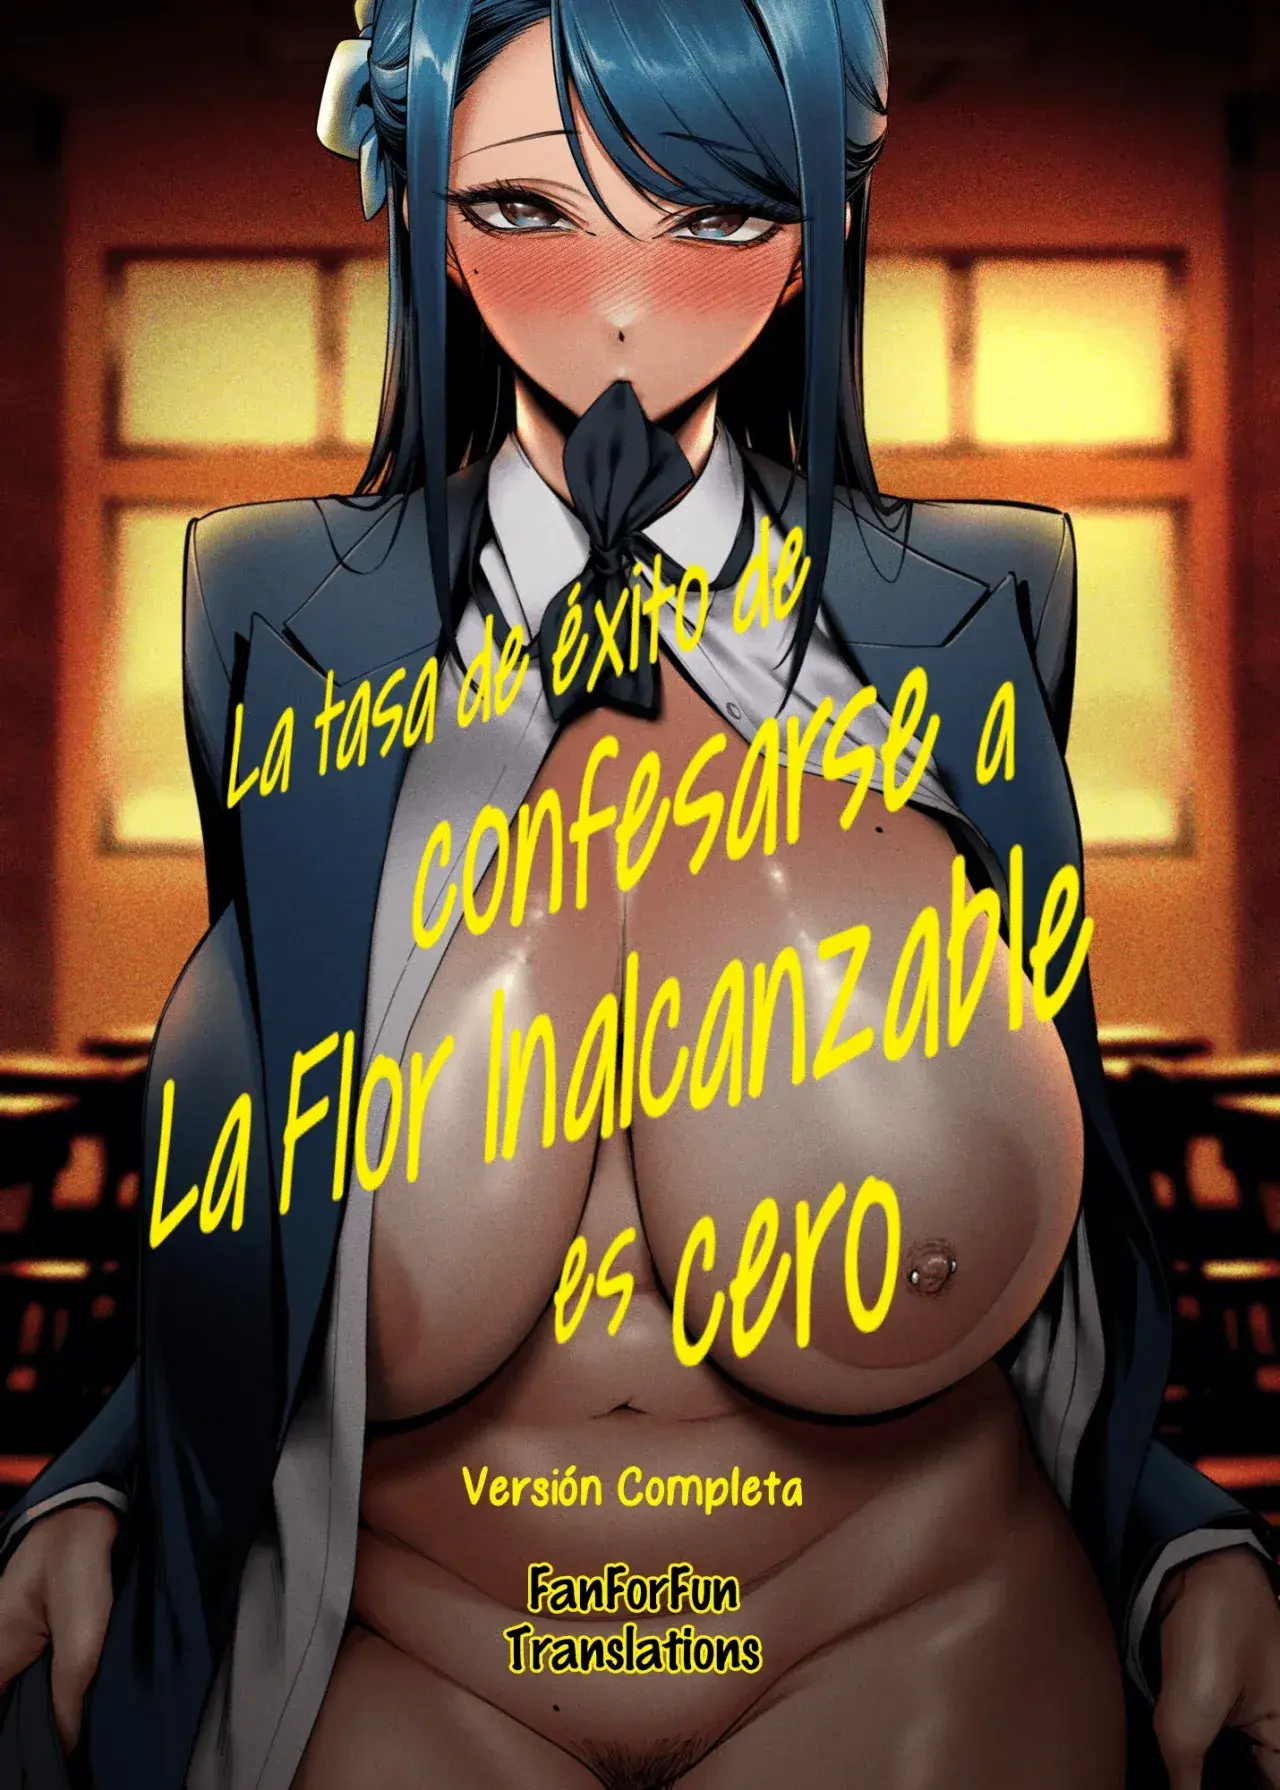 La tasa de éxito de
confesarse a
La Flor Inalcanzable
es cero
Versión Completa
FanForFun
Translations